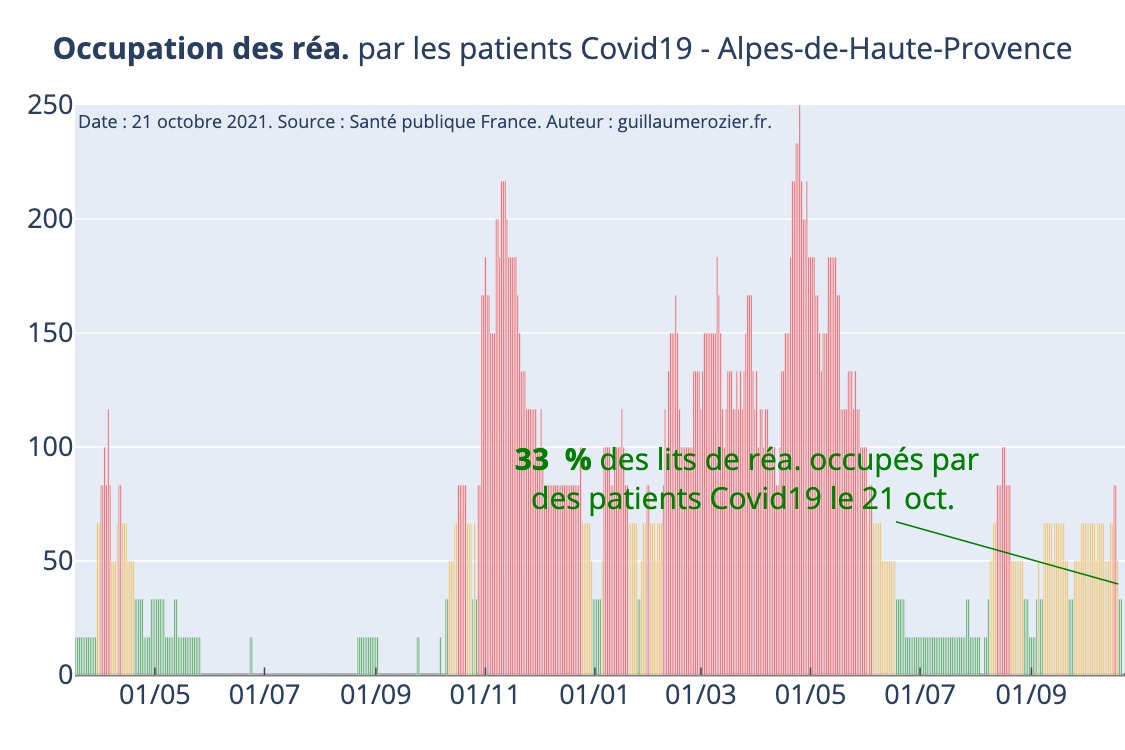 Occupation des réa. par les patients Covid19 - Alpes-de-Haute-Provence
250
Date : 21 octobre 2021. Source : Santé publique France. Auteur : guillaumerozier.fr.
200
150
100
33 % des lits de réa. occupés par
des patients Covid19 le 21 oct.
50
0
01/05 01/07 01/09 01/11 01/01 01/03 01/05 01/07 01/09